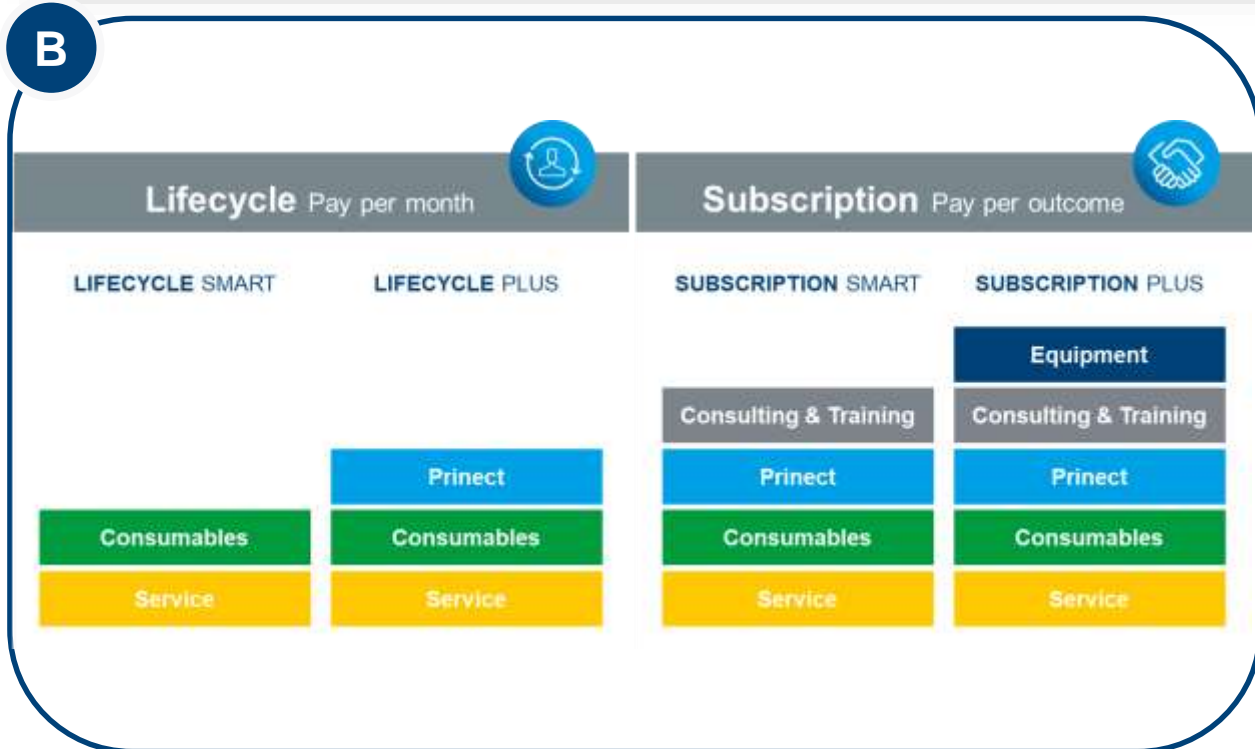 B
Lifecycle Pay per month
Subscription Pay per outcome
LIFECYCLE SMART
LIFECYCLE PLUS
SUBSCRIPTION SMART
SUBSCRIPTION PLUS
Equipment
Consulting & Training
Consulting & Training
Prinect
Prinect
Prinect
Consumables
Consumables
Consumables
Consumables
Service
Service
Service
Service